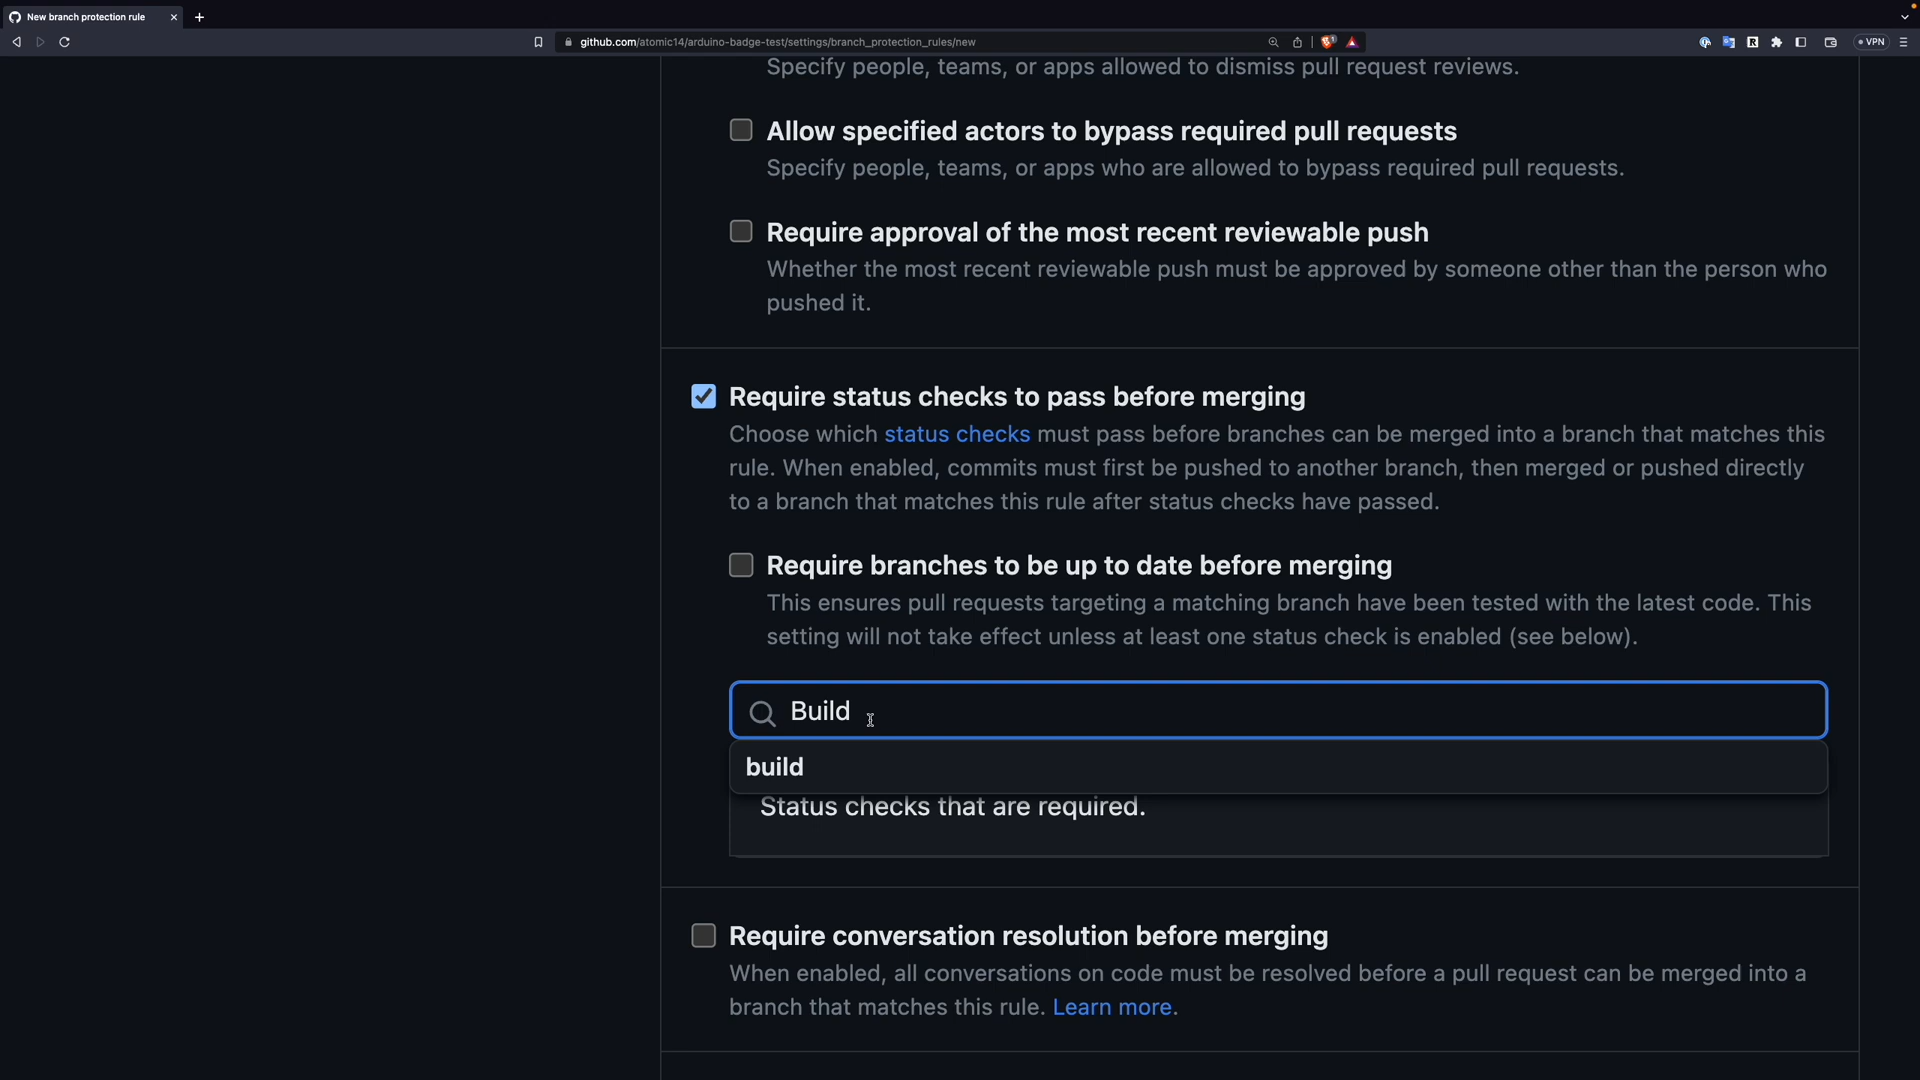 New branch protection rule
github.com/atomic14/arduino-badge-test/settings/branch_protection_rules/new
VPN
Specify people, teams, or apps allowed to dismiss pull request reviews.
Allow specified actors to bypass required pull requests
Specify people, teams, or apps who are allowed to bypass required pull requests.
Require approval of the most recent reviewable push
Whether the most recent reviewable push must be approved by someone other than the person who
pushed it.
Require status checks to pass before merging
Choose which status checks must pass before branches can be merged into a branch that matches this
rule. When enabled, commits must first be pushed to another branch, then merged or pushed directly
to a branch that matches this rule after status checks have passed.
Require branches to be up to date before merging
This ensures pull requests targeting a matching branch have been tested with the latest code. This
setting will not take effect unless at least one status check is enabled (see below).
Build
build
Status checks that are required.
Require conversation resolution before merging
When enabled, all conversations on code must be resolved before a pull request can be merged into a
branch that matches this rule. Learn more.